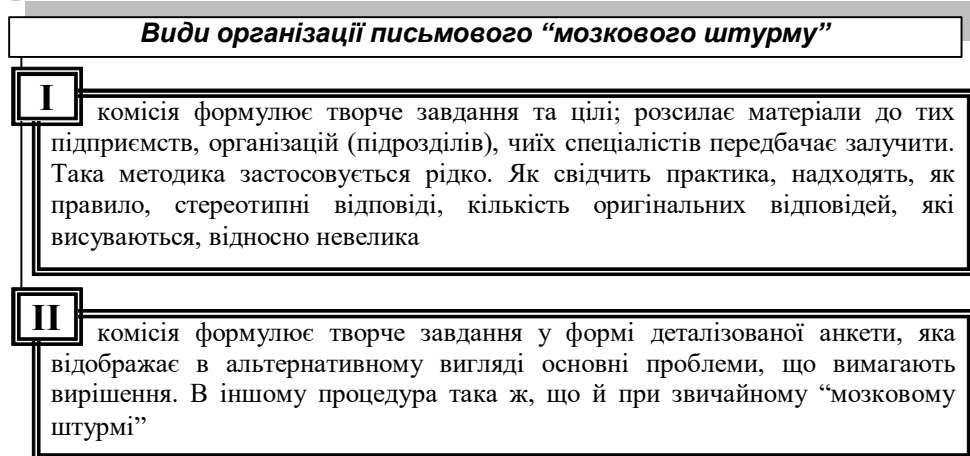 Види організації письмового “мозкового штурму”
I
комісія формулює творче завдання та цілі; розсилає матеріали до тих
підприємств, організацій (підрозділів), чиїх спеціалістів передбачає залучити.
Така методика застосовується рідко. Як свідчить практика, надходять, як
правило, стереотипні відповіді, кількість оригінальних відповідей, які
висуваються, відносно невелика
II
комісія формулює творче завдання у формі деталізованої анкети, яка
відображає в альтернативному вигляді основні проблеми, що вимагають
вирішення. В іншому процедура така ж, що й при звичайному “мозковому
штурмі”